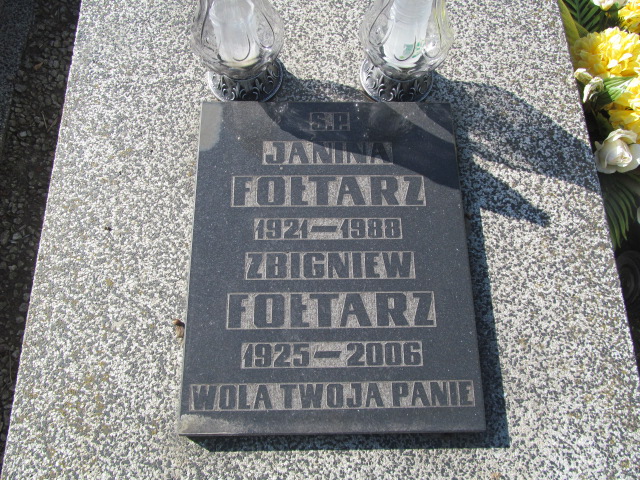 Ś.P.
JANINA
FOŁTARZ
1921-1988
ZBIGNIEW
FOŁTARZ
1925-2006
WOLA TWOJA PANIE